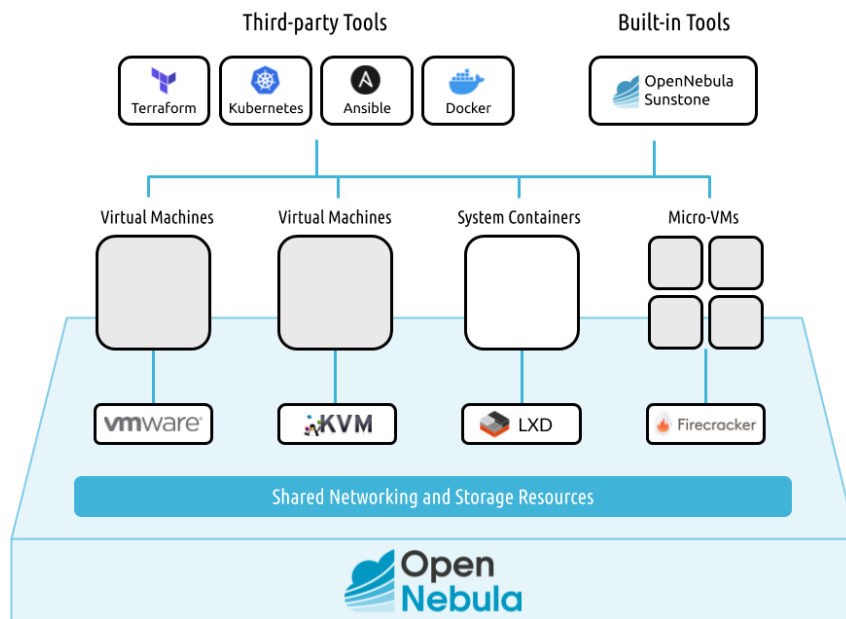 Third-party Tools
Built-in Tools
Terraform
Kubernetes
Ansible
Docker
OpenNebula
Sunstone
Virtual Machines
Virtual Machines
System Containers
Micro-VMs
vmware®
KVM
LXD
Firecracker
Shared Networking and Storage Resources
Open
Nebula